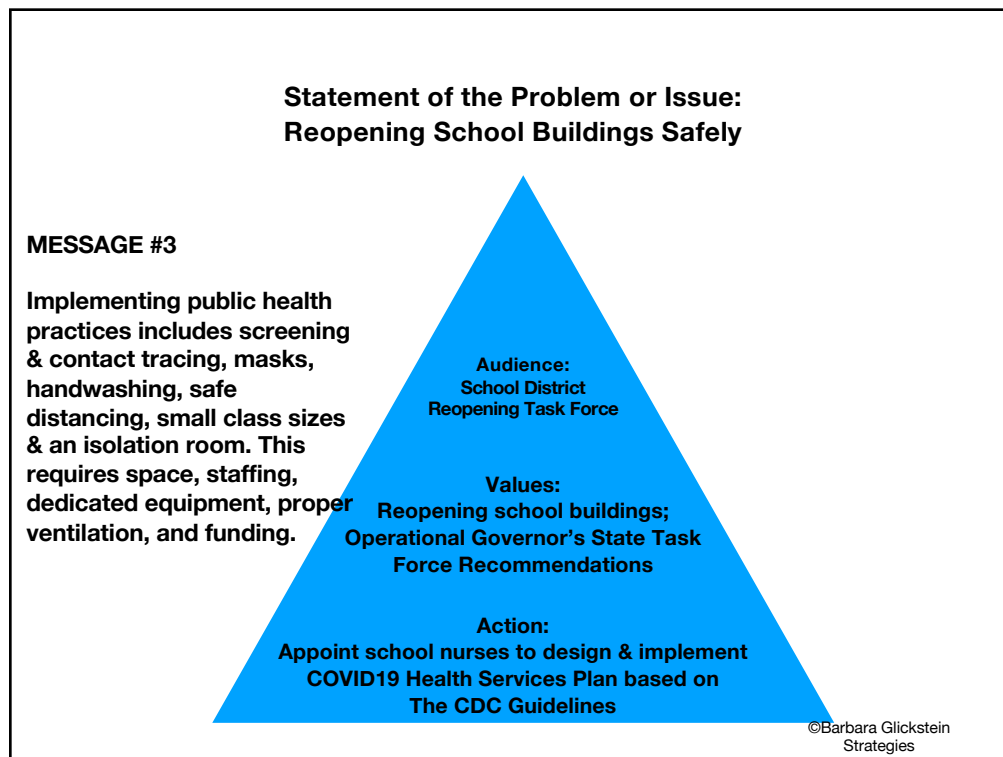 Statement of the Problem or Issue:
Reopening School Buildings Safely
MESSAGE #3
Implementing public health
practices includes screening
& contact tracing, masks,
handwashing, safe
distancing, small class sizes
& an isolation room. This
requires space, staffing,
dedicated equipment, proper
ventilation, and funding.
Audience:
School District
Reopening Task Force
Values:
Reopening school buildings;
Operational Governor’s State Task
Force Recommendations
Action:
Appoint school nurses to design & implement
COVID19 Health Services Plan based on
The CDC Guidelines
©Barbara Glickstein
Strategies